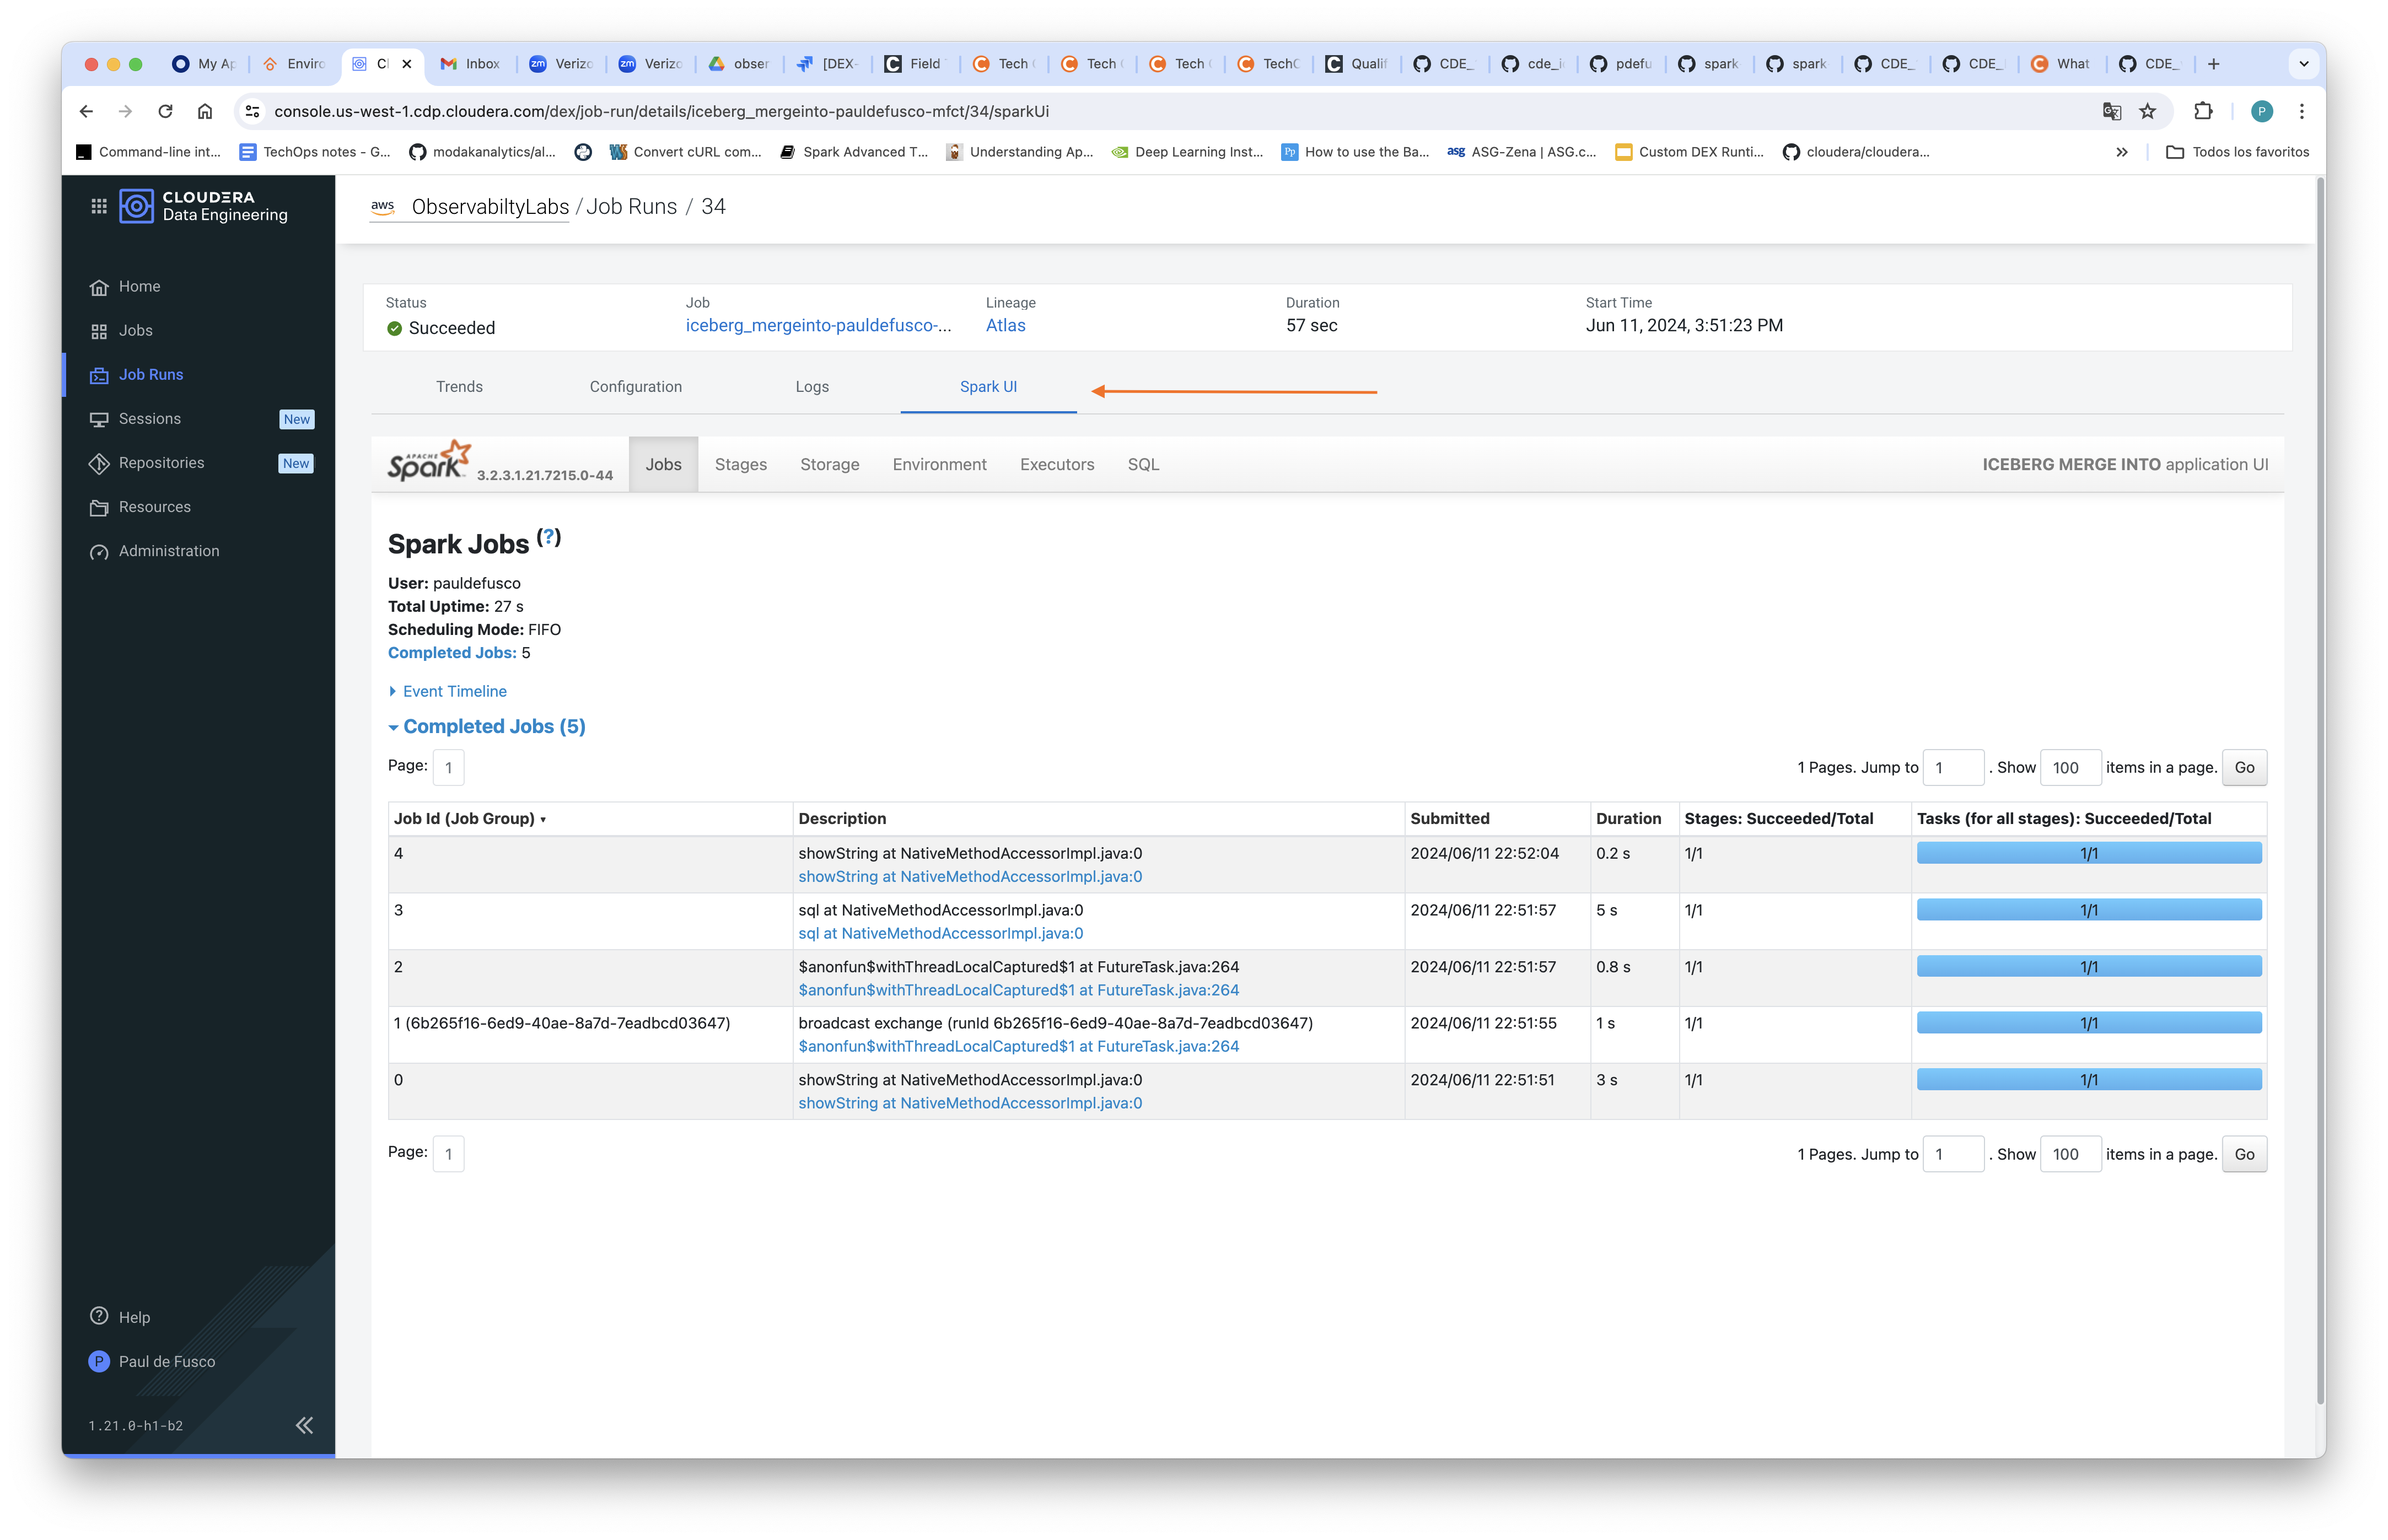 My Ap
Enviro
Cl
Inbox
Verizo
Verizo
obser
[DEX-
Field
Tech
Tech
Tech
TechC
Qualif
CDE_
cde_i
pdefu
spark
spark
CDE_
CDE_
What
CDE_
console.us-west-1.cdp.cloudera.com/dex/job-run/details/iceberg_mergeinto-pauldefusco-mfct/34/sparkUi
P
Command-line int...
TechOps notes - G...
modakanalytics/al...
Convert cURL com...
Spark Advanced T...
Understanding Ap...
Deep Learning Inst...
Pp How to use the Ba...
asg ASG-Zena | ASG.c...
Custom DEX Runti...
cloudera/cloudera...
Todos los favoritos
CLOUDERA
Data Engineering
aws ObservabiltyLabs / Job Runs / 34
Home
Jobs
Job Runs
Sessions New
Repositories New
Resources
Administration
Help
P Paul de Fusco
1.21.0-h1-b2
Status Job Lineage Duration Start Time
Succeeded iceberg_mergeinto-pauldefusco-... Atlas 57 sec Jun 11, 2024, 3:51:23 PM
Trends Configuration Logs Spark UI
APACHE Spark 3.2.3.1.21.7215.0-44 Jobs Stages Storage Environment Executors SQL ICEBERG MERGE INTO application UI
Spark Jobs (?)
User: pauldefusco
Total Uptime: 27 s
Scheduling Mode: FIFO
Completed Jobs: 5
Event Timeline
Completed Jobs (5)
Page: 1 1 Pages. Jump to 1 . Show 100 items in a page. Go
Job Id (Job Group) ▾ Description Submitted Duration Stages: Succeeded/Total Tasks (for all stages): Succeeded/Total
4 showString at NativeMethodAccessorImpl.java:0 2024/06/11 22:52:04 0.2 s 1/1 1/1
showString at NativeMethodAccessorImpl.java:0
3 sql at NativeMethodAccessorImpl.java:0 2024/06/11 22:51:57 5 s 1/1 1/1
sql at NativeMethodAccessorImpl.java:0
2 $anonfun$withThreadLocalCaptured$1 at FutureTask.java:264 2024/06/11 22:51:57 0.8 s 1/1 1/1
$anonfun$withThreadLocalCaptured$1 at FutureTask.java:264
1 (6b265f16-6ed9-40ae-8a7d-7eadbcd03647) broadcast exchange (runId 6b265f16-6ed9-40ae-8a7d-7eadbcd03647) 2024/06/11 22:51:55 1 s 1/1 1/1
$anonfun$withThreadLocalCaptured$1 at FutureTask.java:264
0 showString at NativeMethodAccessorImpl.java:0 2024/06/11 22:51:51 3 s 1/1 1/1
showString at NativeMethodAccessorImpl.java:0
Page: 1 1 Pages. Jump to 1 . Show 100 items in a page. Go